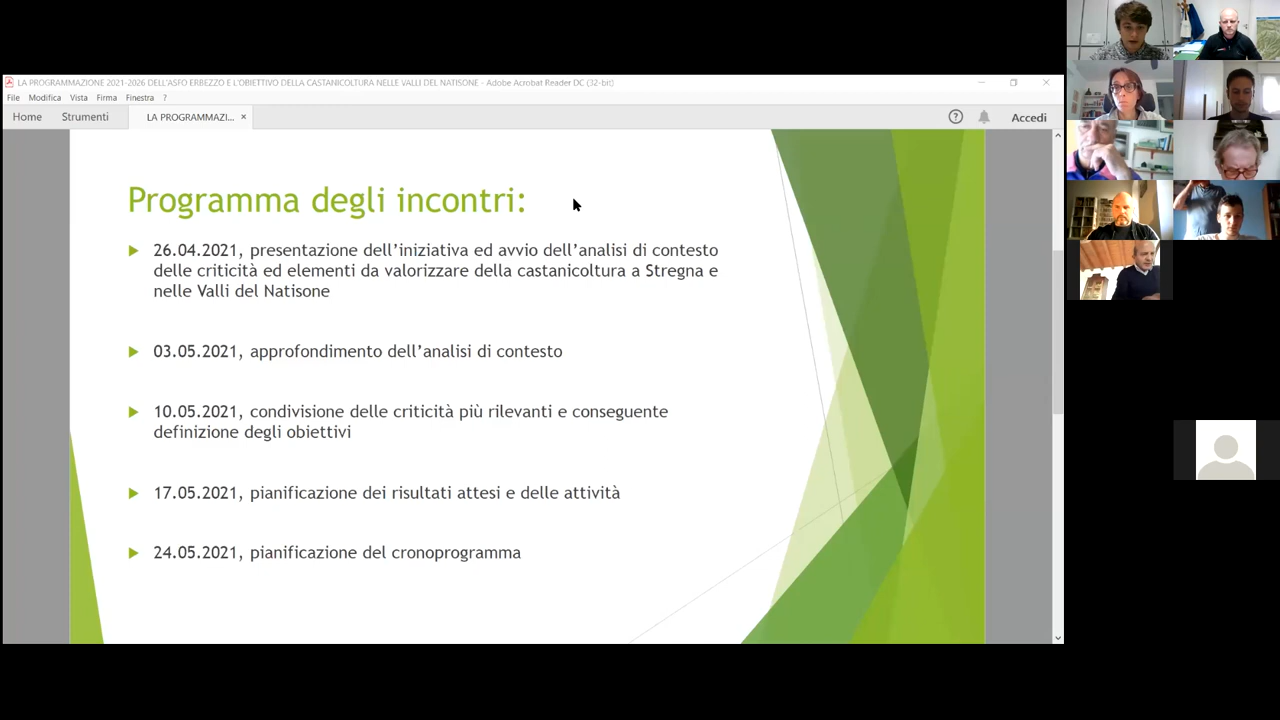 LA PROGRAMMAZIONE 2021-2026 DELL'ASFO ERBEZZO E L'OBIETTIVO DELLA CASTANICOLTURA NELLE VALLI DEL NATISONE - Adobe Acrobat Reader DC (32-bit)
File Modifica Vista Firma Finestra ?
Home Strumenti LA PROGRAMMAZI... × Accedi
Programma degli incontri:
26.04.2021, presentazione dell’iniziativa ed avvio dell’analisi di contesto
delle criticità ed elementi da valorizzare della castanicoltura a Stregna e
nelle Valli del Natisone
03.05.2021, approfondimento dell’analisi di contesto
10.05.2021, condivisione delle criticità più rilevanti e conseguente
definizione degli obiettivi
17.05.2021, pianificazione dei risultati attesi e delle attività
24.05.2021, pianificazione del cronoprogramma